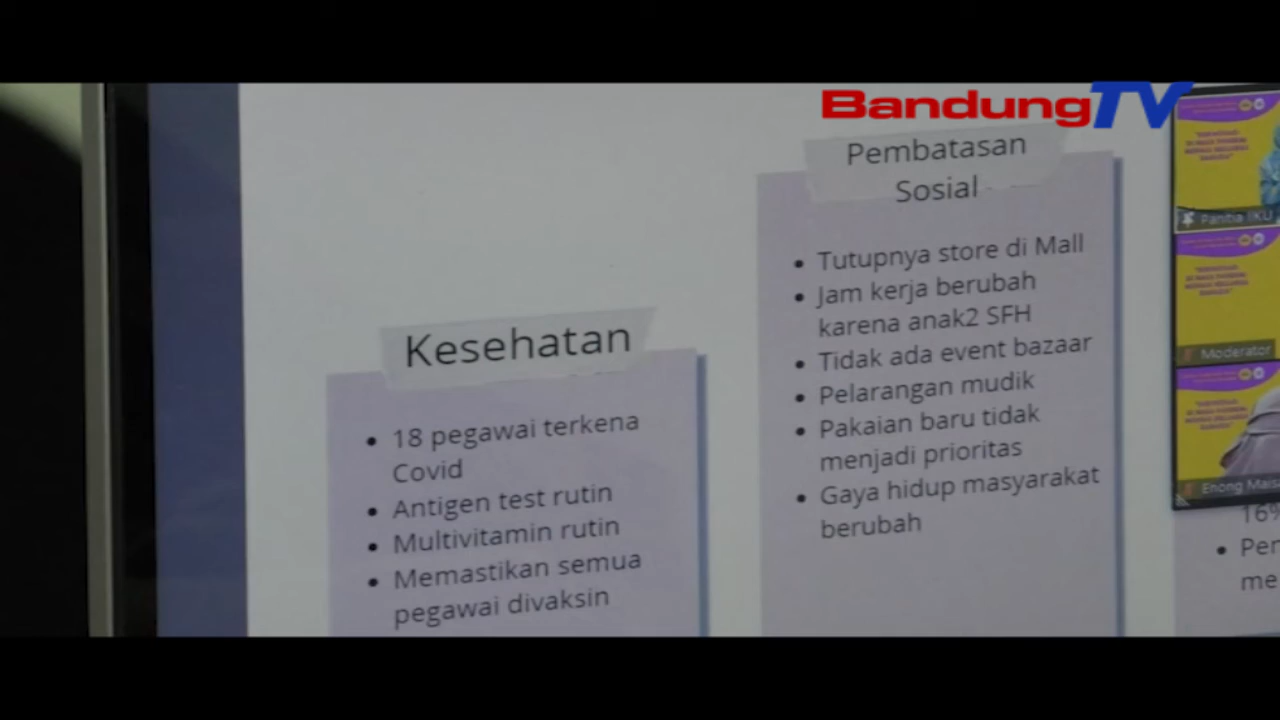 BandungTV
Pembatasan
Sosial
Tutupnya store di Mall
Jam kerja berubah
karena anak2 SFH
Tidak ada event bazaar
Pelarangan mudik
Pakaian baru tidak
menjadi prioritas
Gaya hidup masyarakat
berubah
Kesehatan
18 pegawai terkena
Covid
Antigen test rutin
Multivitamin rutin
Memastikan semua
pegawai divaksin
Panitia
Moderator
Enong
16%